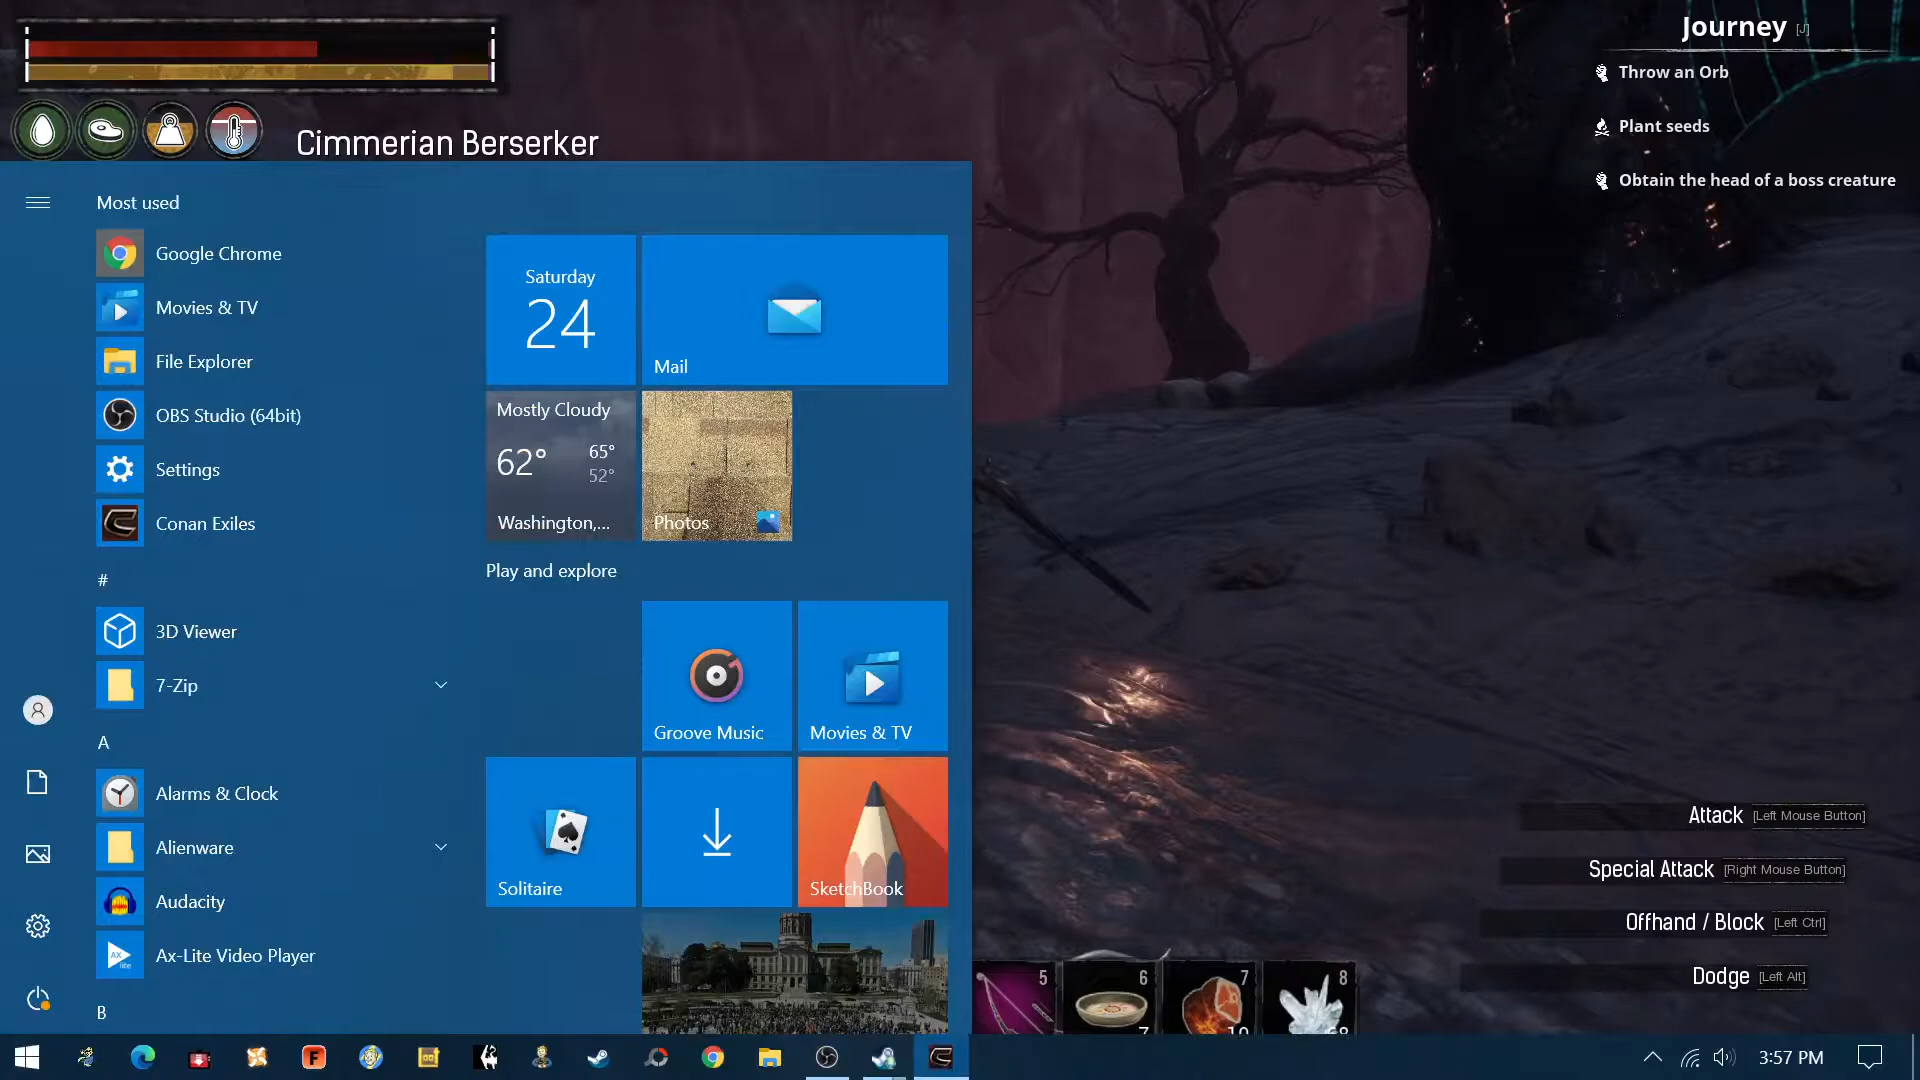 Journey [J]
Throw an Orb
Plant seeds
Obtain the head of a boss creature
Cimmerian Berserker
Most used
Google Chrome
Movies & TV
File Explorer
OBS Studio (64bit)
Settings
Conan Exiles
#
3D Viewer
7-Zip
A
Alarms & Clock
Alienware
Audacity
Ax-Lite Video Player
B
Saturday
24
Mail
Mostly Cloudy
62°
65°
52°
Washington,...
Photos
Play and explore
Groove Music
Movies & TV
Solitaire
SketchBook
Attack [Left Mouse Button]
Special Attack [Right Mouse Button]
Offhand / Block [Left Ctrl]
Dodge [Left Alt]
5
6
7
8
3:57 PM